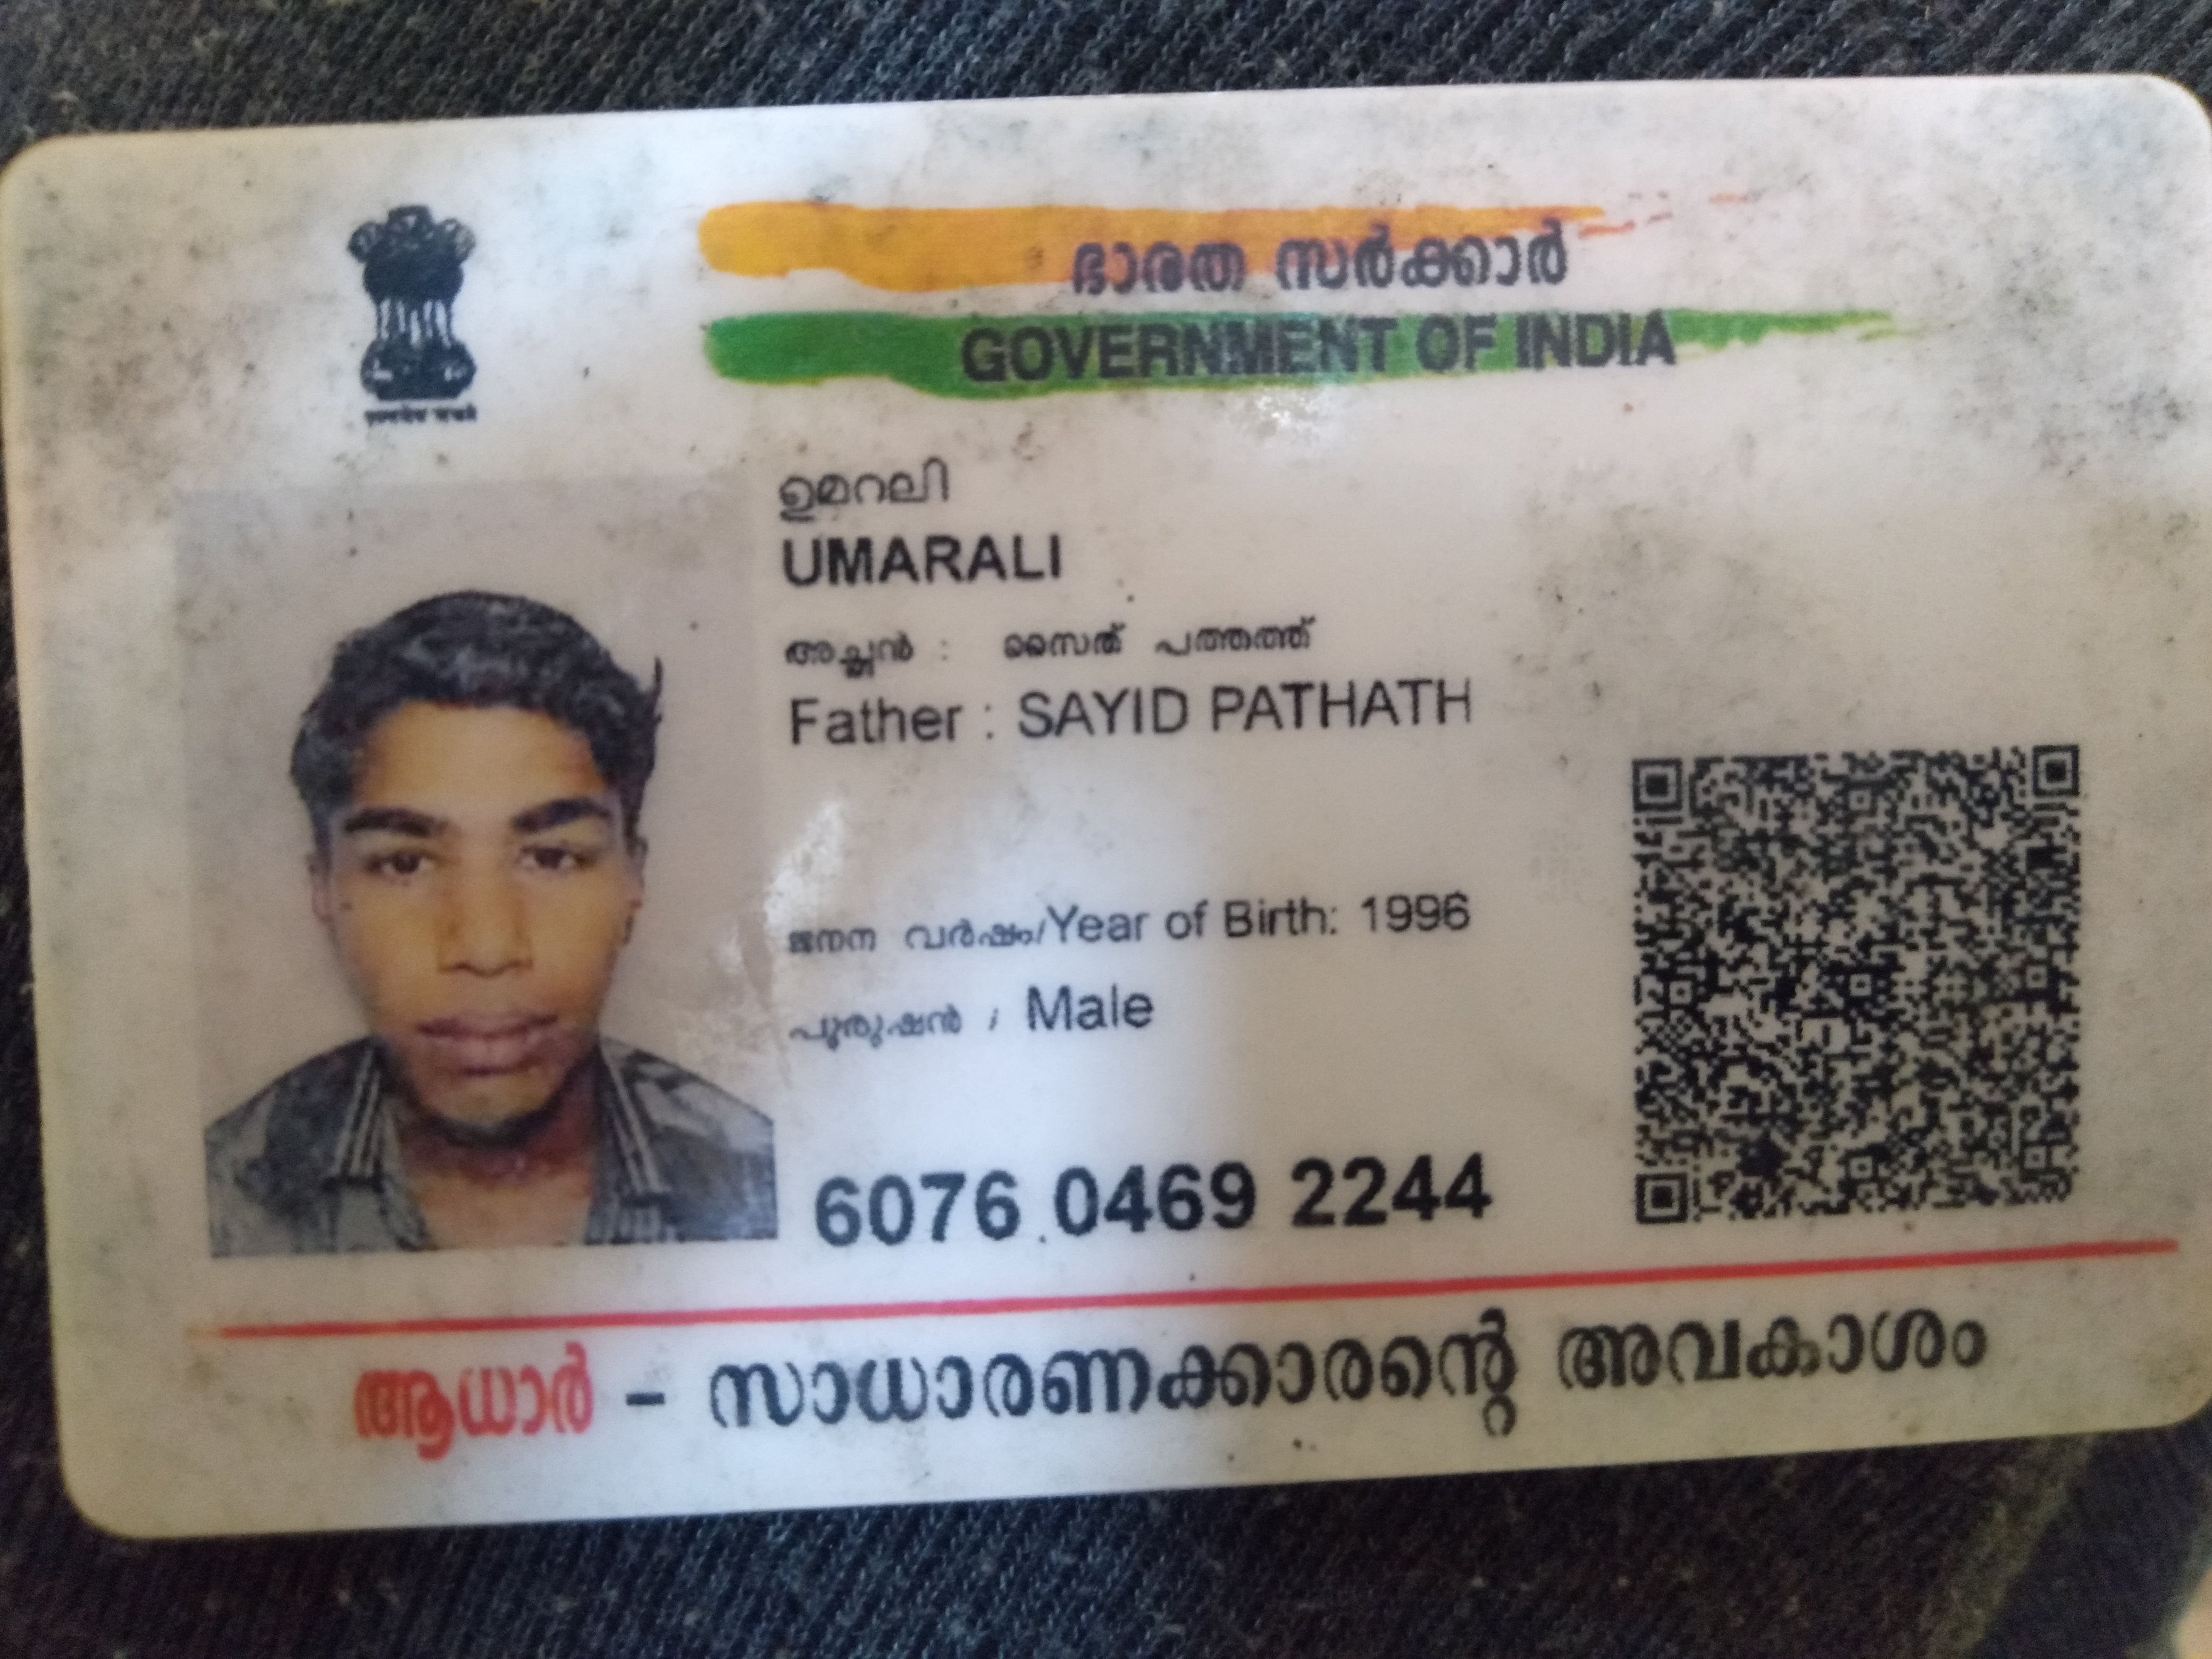 ഭാരത സർക്കാർ
GOVERNMENT OF INDIA
ഉമറലി
UMARALI
അച്ഛൻ : സൈത് പത്തത്ത്
Father : SAYID PATHATH
ജനന വർഷം/Year of Birth: 1996
പുരുഷൻ / Male
6076 0469 2244
ആധാർ – സാധാരണക്കാരന്റെ അവകാശം